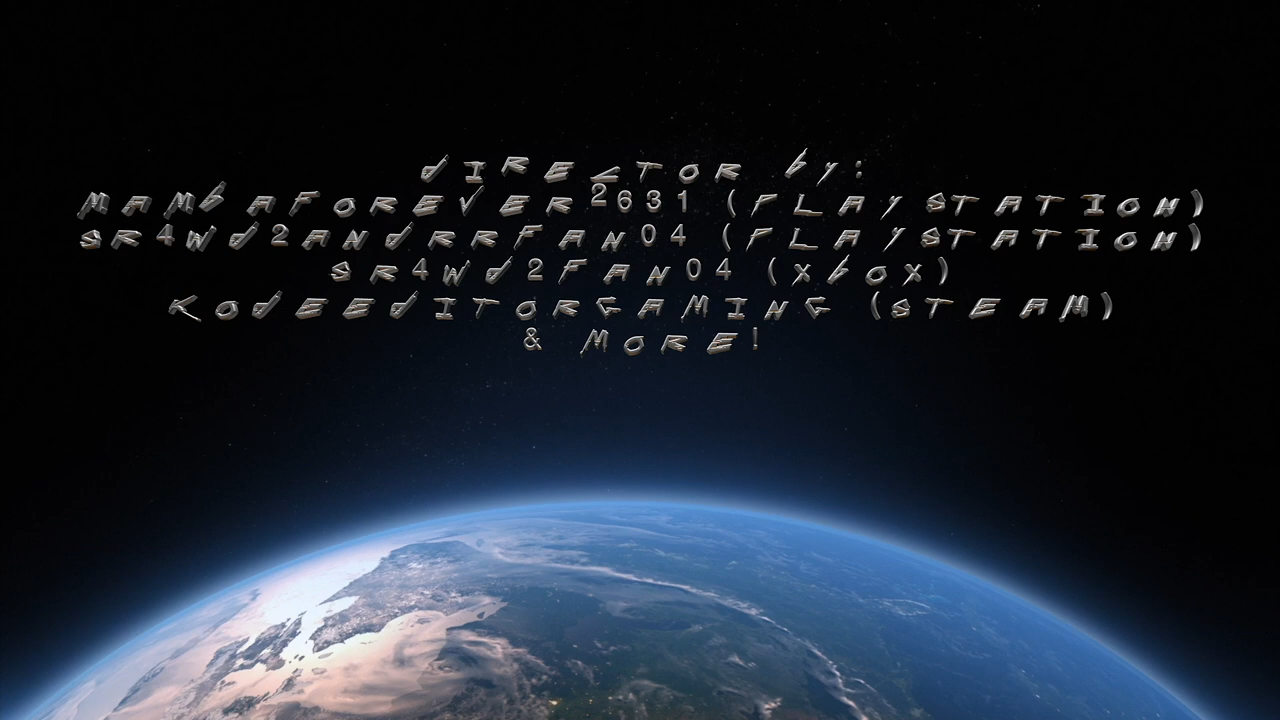 DIRECTOR BY:
MAMBAFOREVER2631 (PLAYSTATION)
SR4WD2ANDRRFAN04 (PLAYSTATION)
SR4WD2FAN04 (XBOX)
KODEEDITORGAMING (STEAM)
& MORE!